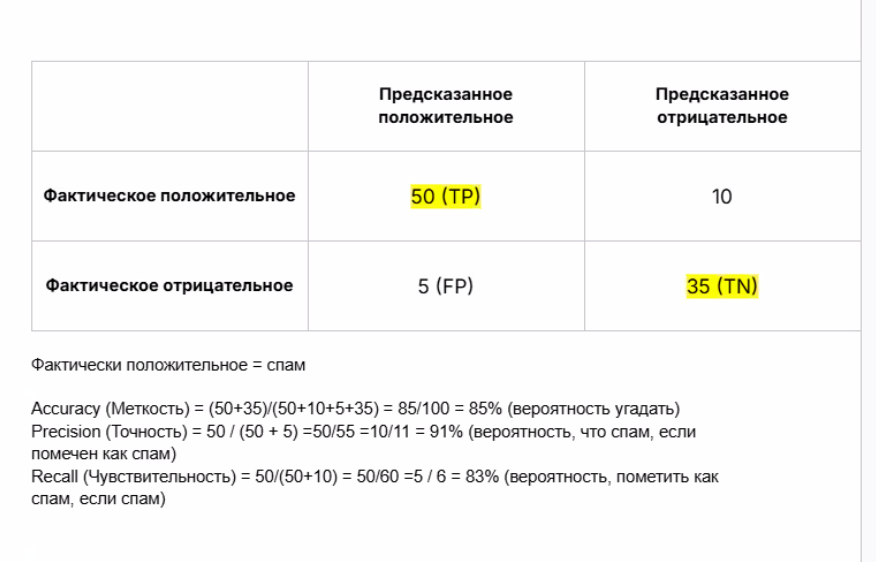 Предсказанное
положительное
Предсказанное
отрицательное
Фактическое положительное
50 (TP)
10
Фактическое отрицательное
5 (FP)
35 (TN)
Фактически положительное = спам
Accuracy (Меткость) = (50+35)/(50+10+5+35) = 85/100 = 85% (вероятность угадать)
Precision (Точность) = 50 / (50 + 5) =50/55 =10/11 = 91% (вероятность, что спам, если
помечен как спам)
Recall (Чувствительность) = 50/(50+10) = 50/60 =5 / 6 = 83% (вероятность, пометить как
спам, если спам)